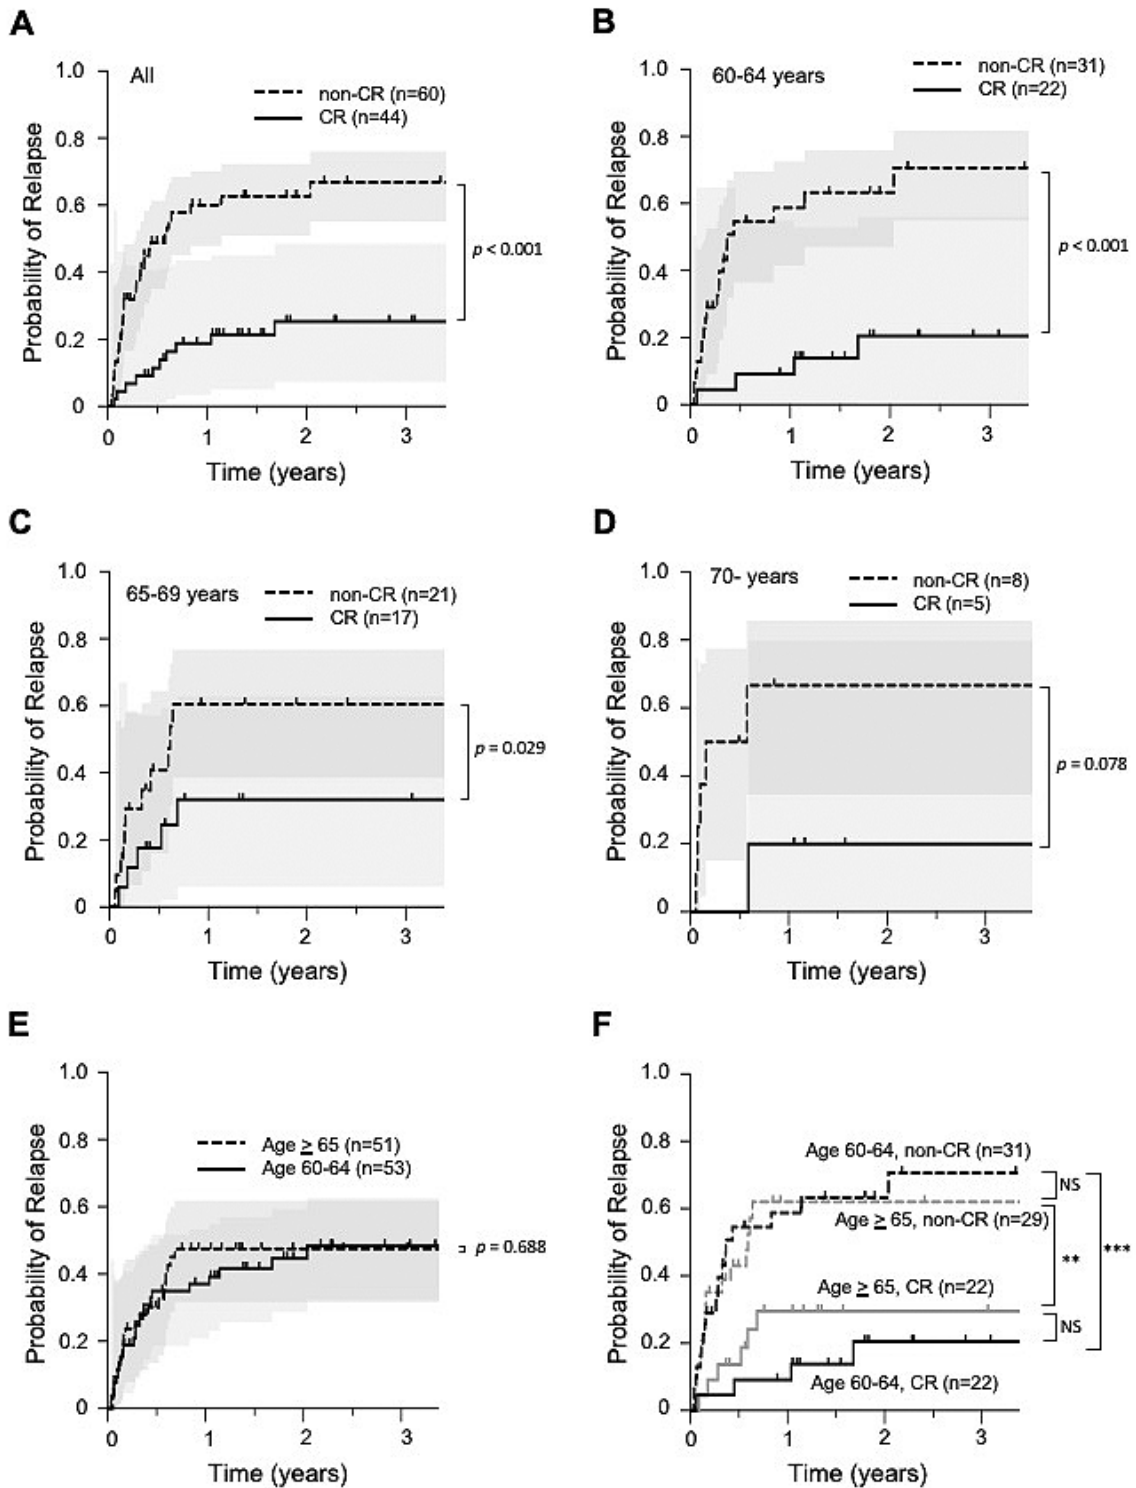 A
All
non-CR (n=60)
CR (n=44)
1.0
0.8
0.6
0.4
0.2
0
Probability of Relapse
p < 0.001
0 1 2 3
Time (years)
B
60-64 years
non-CR (n=31)
CR (n=22)
1.0
0.8
0.6
0.4
0.2
0
Probability of Relapse
p < 0.001
0 1 2 3
Time (years)
C
65-69 years
non-CR (n=21)
CR (n=17)
1.0
0.8
0.6
0.4
0.2
0
Probability of Relapse
p = 0.029
0 1 2 3
Time (years)
D
70- years
non-CR (n=8)
CR (n=5)
1.0
0.8
0.6
0.4
0.2
0
Probability of Relapse
p = 0.078
0 1 2 3
Time (years)
E
Age ≥ 65 (n=51)
Age 60-64 (n=53)
1.0
0.8
0.6
0.4
0.2
0
Probability of Relapse
p = 0.688
0 1 2 3
Time (years)
F
1.0
0.8
0.6
0.4
0.2
0
Probability of Relapse
Age 60-64, non-CR (n=31)
NS
Age ≥ 65, non-CR (n=29)
**
***
Age ≥ 65, CR (n=22)
NS
Age 60-64, CR (n=22)
0 1 2 3
Time (years)